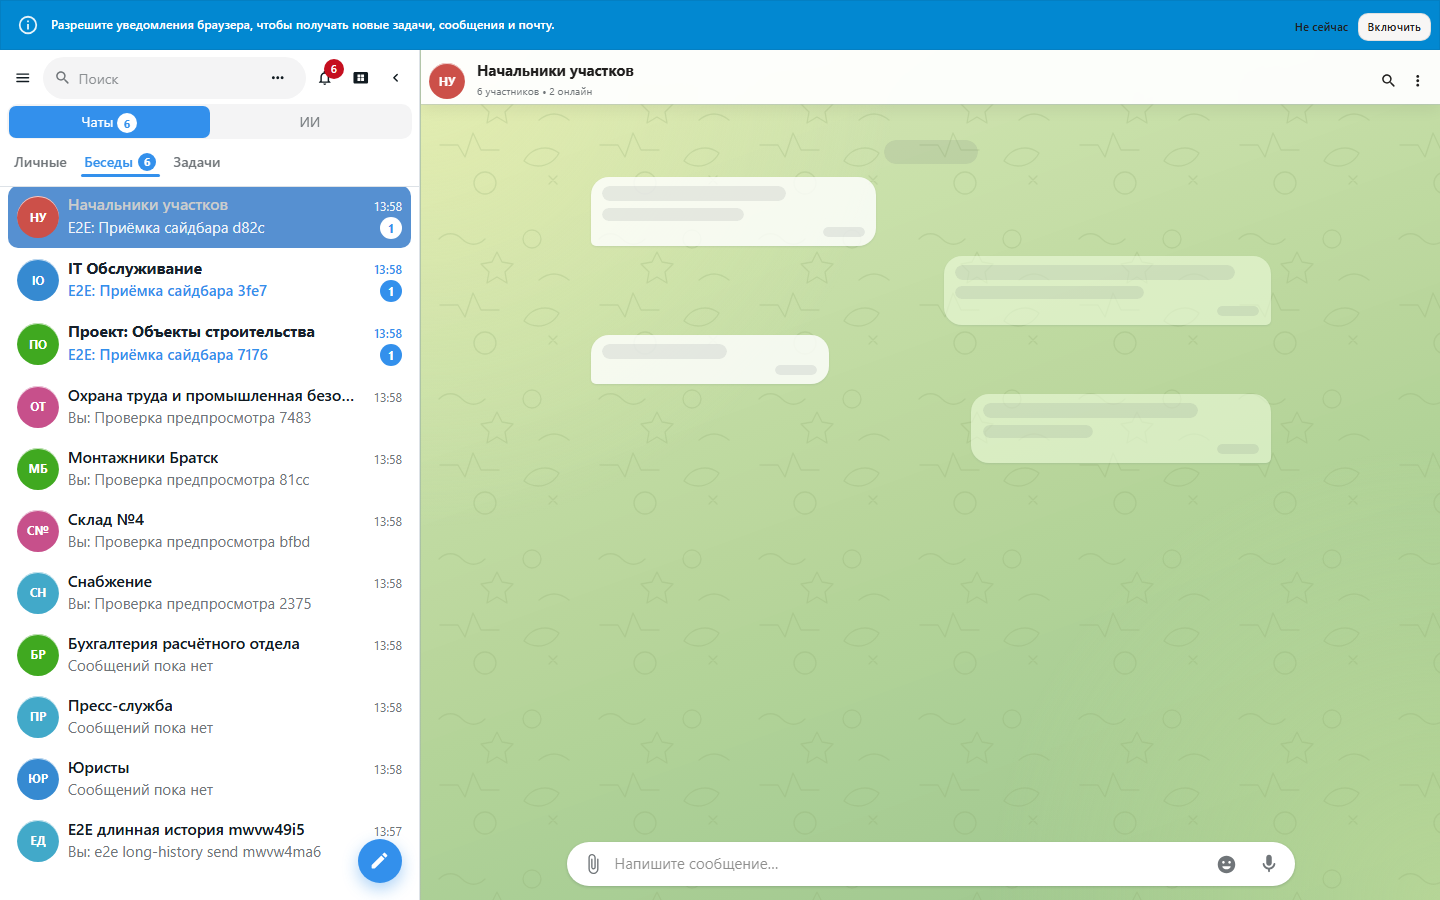 Разрешите уведомления браузера, чтобы получать новые задачи, сообщения и почту.
Не сейчас
Включить
Поиск
6
Чаты 6
ИИ
Личные
Беседы 6
Задачи
НУ
Начальники участков
13:58
E2E: Приёмка сайдбара d82c
1
IO
IT Обслуживание
13:58
E2E: Приёмка сайдбара 3fe7
1
ПО
Проект: Объекты строительства
13:58
E2E: Приёмка сайдбара 7176
1
ОТ
Охрана труда и промышленная безо...
13:58
Вы: Проверка предпросмотра 7483
МБ
Монтажники Братск
13:58
Вы: Проверка предпросмотра 81cc
С№
Склад №4
13:58
Вы: Проверка предпросмотра bfbd
СН
Снабжение
13:58
Вы: Проверка предпросмотра 2375
БР
Бухгалтерия расчётного отдела
13:58
Сообщений пока нет
ПР
Пресс-служба
13:58
Сообщений пока нет
ЮР
Юристы
13:58
Сообщений пока нет
ЕД
E2E длинная история mwvw49i5
13:57
Вы: e2e long-history send mwvw4ma6
НУ
Начальники участков
6 участников • 2 онлайн
Напишите сообщение...